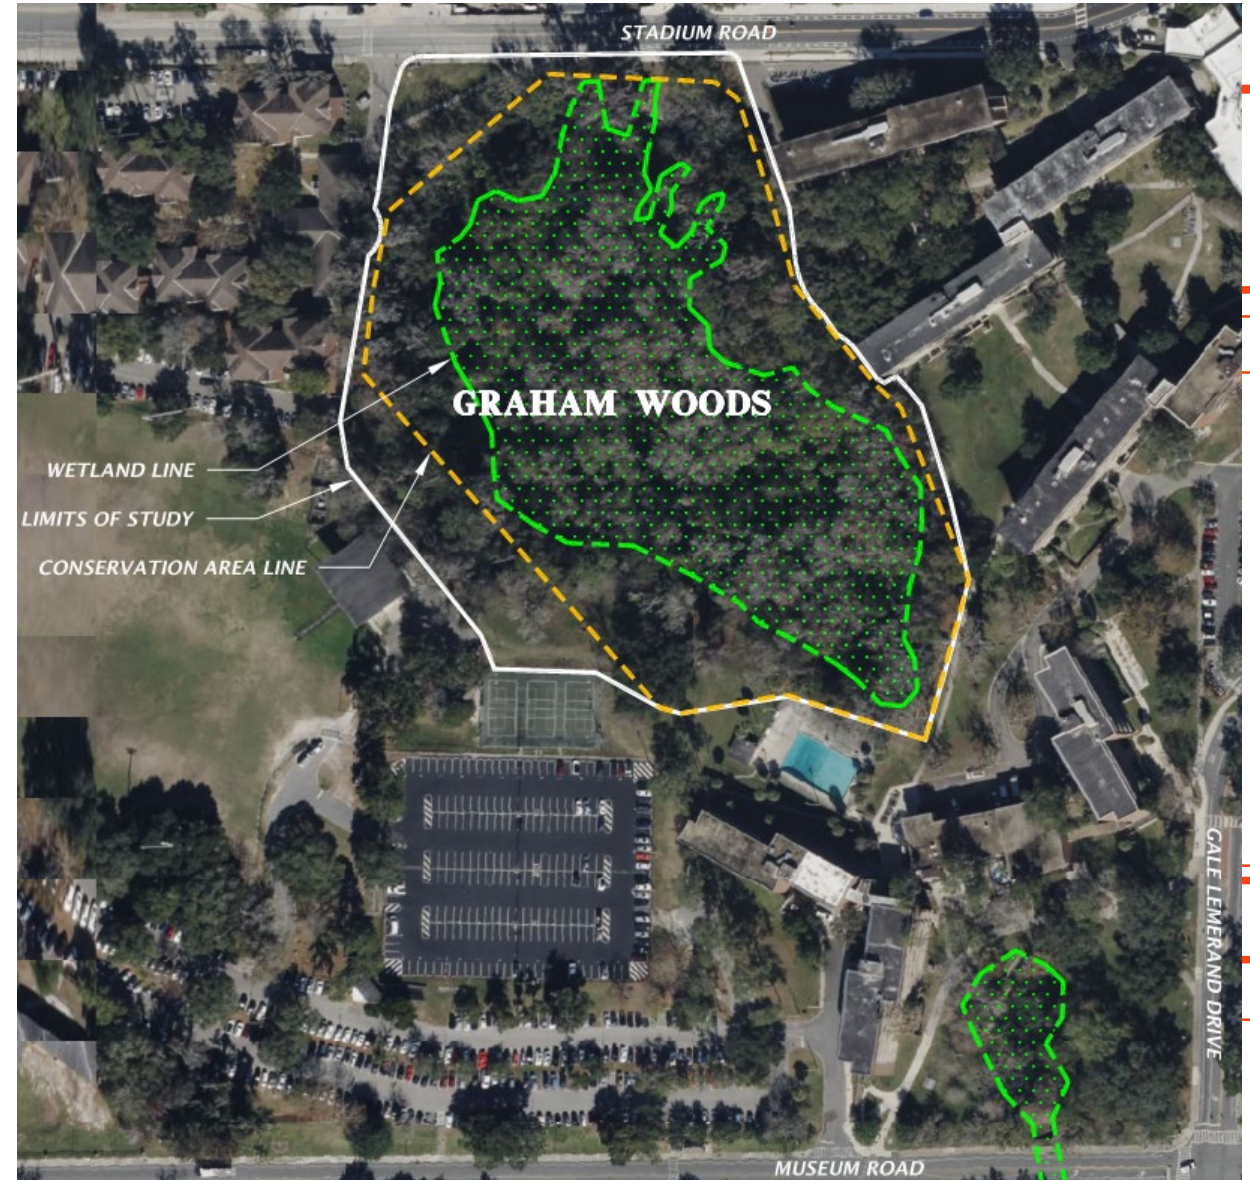 STADIUM ROAD
GRAHAM WOODS
WETLAND LINE
LIMITS OF STUDY
CONSERVATION AREA LINE
GALE LEMERAND DRIVE
MUSEUM ROAD